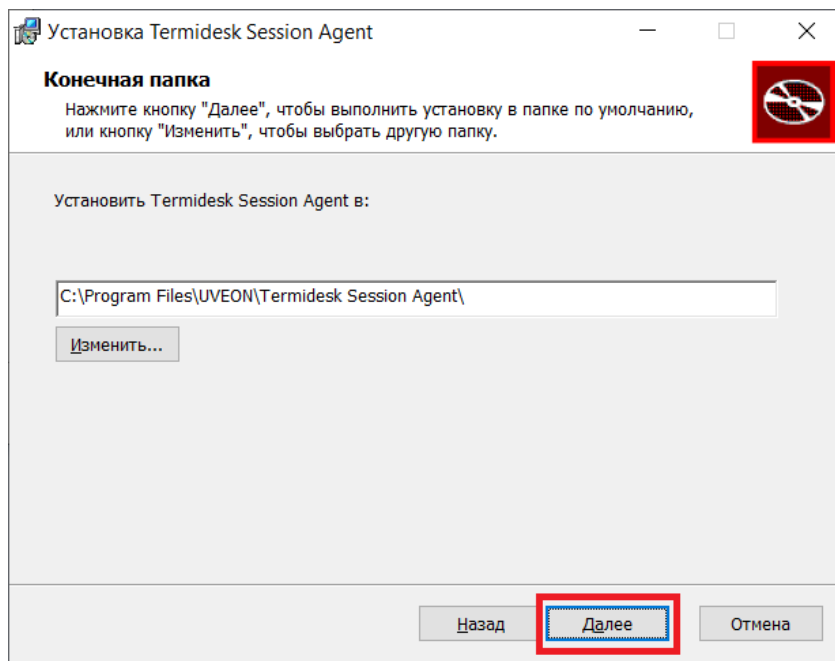 Установка Termidesk Session Agent
Конечная папка
Нажмите кнопку "Далее", чтобы выполнить установку в папке по умолчанию,
или кнопку "Изменить", чтобы выбрать другую папку.
Установить Termidesk Session Agent в:
C:\Program Files\UVEON\Termidesk Session Agent\
Изменить...
Назад Далее Отмена